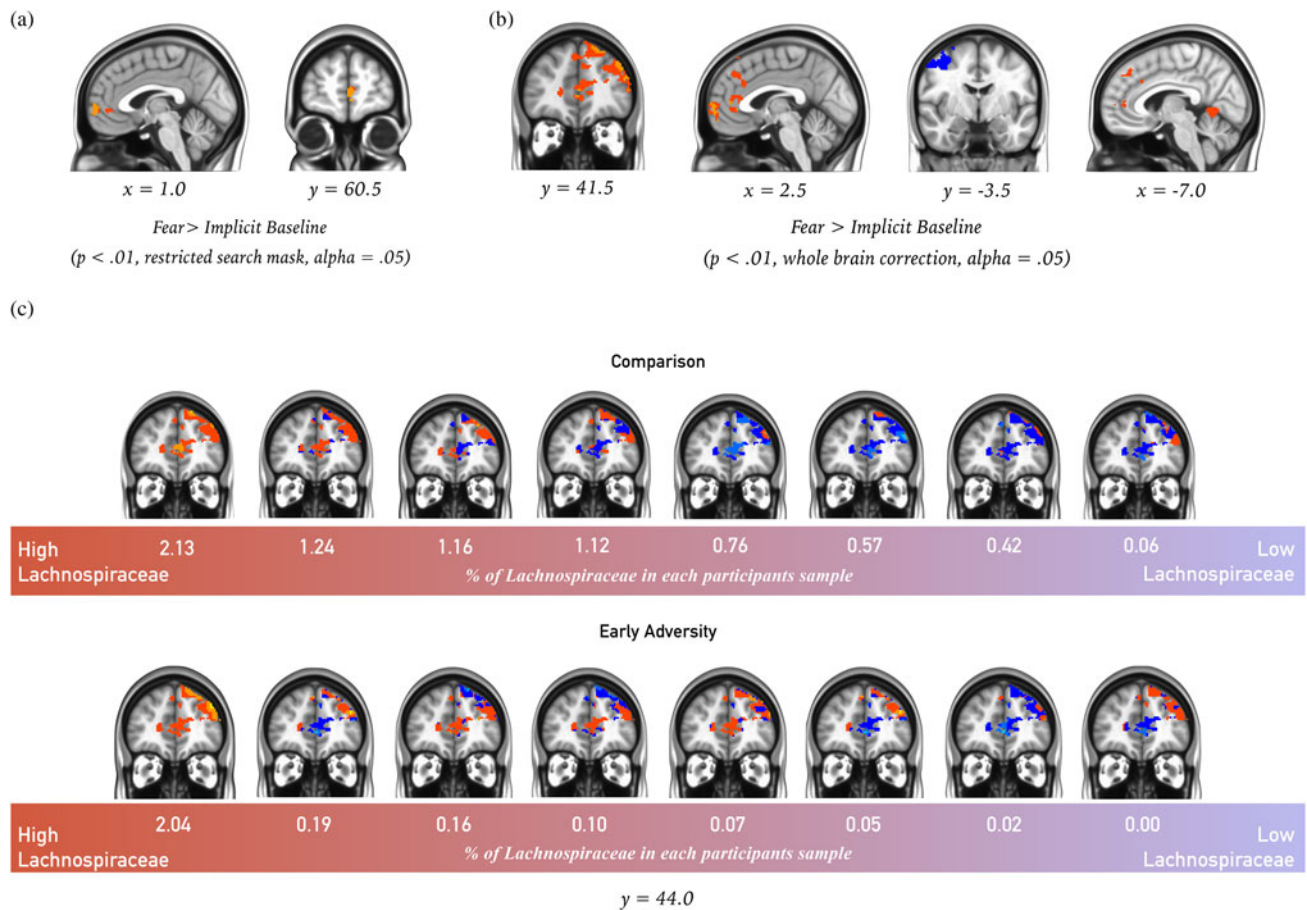 (a)
(b)
x = 1.0
y = 60.5
y = 41.5
x = 2.5
y = -3.5
x = -7.0
Fear> Implicit Baseline
(p < .01, restricted search mask, alpha = .05)
Fear > Implicit Baseline
(p < .01, whole brain correction, alpha = .05)
(c)
Comparison
High Lachnospiraceae
2.13 1.24 1.16 1.12 0.76 0.57 0.42 0.06
Low Lachnospiraceae
% of Lachnospiraceae in each participants sample
Early Adversity
High Lachnospiraceae
2.04 0.19 0.16 0.10 0.07 0.05 0.02 0.00
Low Lachnospiraceae
% of Lachnospiraceae in each participants sample
y = 44.0